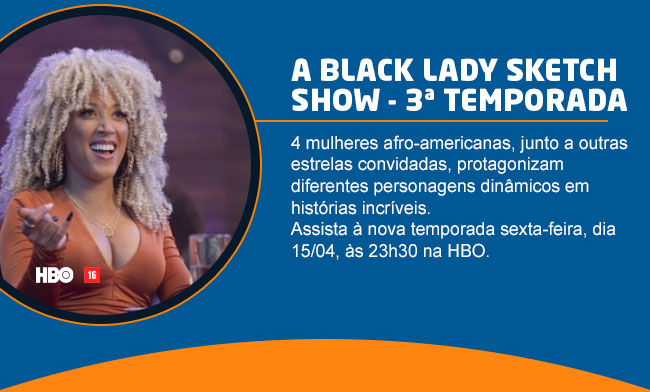 A BLACK LADY SKETCH
SHOW - 3ª TEMPORADA
4 mulheres afro-americanas, junto a outras
estrelas convidadas, protagonizam
diferentes personagens dinâmicos em
histórias incríveis.
Assista à nova temporada sexta-feira, dia
15/04, às 23h30 na HBO.
HBO 16